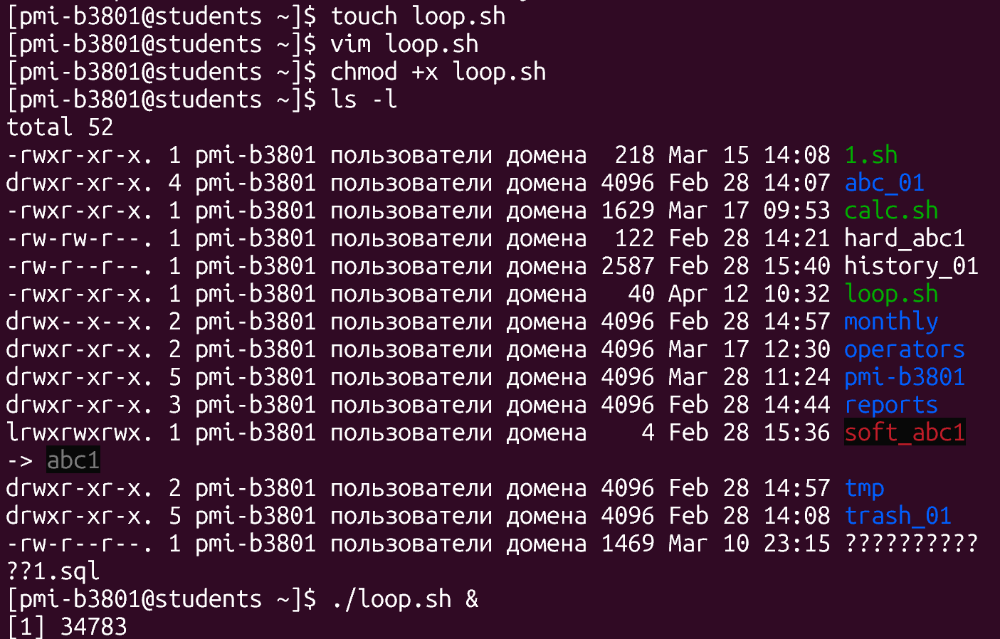 [pmi-b3801@students ~]$ touch loop.sh
[pmi-b3801@students ~]$ vim loop.sh
[pmi-b3801@students ~]$ chmod +x loop.sh
[pmi-b3801@students ~]$ ls -l
total 52
-rwxr-xr-x. 1 pmi-b3801 пользователи домена  218 Mar 15 14:08 1.sh
drwxr-xr-x. 4 pmi-b3801 пользователи домена 4096 Feb 28 14:07 abc_01
-rwxr-xr-x. 1 pmi-b3801 пользователи домена 1629 Mar 17 09:53 calc.sh
-rw-rw-r--. 1 pmi-b3801 пользователи домена  122 Feb 28 14:21 hard_abc1
-rw-r--r--. 1 pmi-b3801 пользователи домена 2587 Feb 28 15:40 history_01
-rwxr-xr-x. 1 pmi-b3801 пользователи домена   40 Apr 12 10:32 loop.sh
drwx--x--x. 2 pmi-b3801 пользователи домена 4096 Feb 28 14:57 monthly
drwxr-xr-x. 2 pmi-b3801 пользователи домена 4096 Mar 17 12:30 operators
drwxr-xr-x. 5 pmi-b3801 пользователи домена 4096 Mar 28 11:24 pmi-b3801
drwxr-xr-x. 3 pmi-b3801 пользователи домена 4096 Feb 28 14:44 reports
lrwxrwxrwx. 1 pmi-b3801 пользователи домена    4 Feb 28 15:36 soft_abc1
-> abc1
drwxr-xr-x. 2 pmi-b3801 пользователи домена 4096 Feb 28 14:57 tmp
drwxr-xr-x. 5 pmi-b3801 пользователи домена 4096 Feb 28 14:08 trash_01
-rw-r--r--. 1 pmi-b3801 пользователи домена 1469 Mar 10 23:15 ??????????
??1.sql
[pmi-b3801@students ~]$ ./loop.sh &
[1] 34783